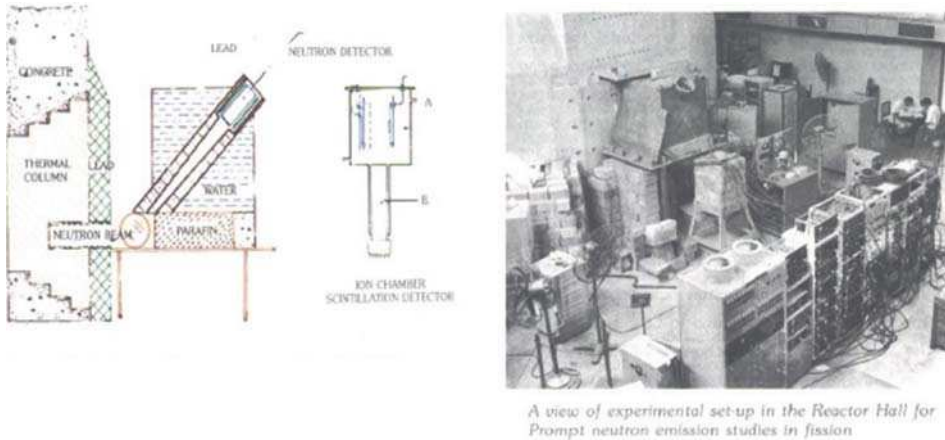 LEAD
NEUTRON DETECTOR
CONCRETE
A
THERMAL
COLUMN
LEAD
WATER
B
NEUTRON BEAM
PARAFIN
ION CHAMBER
SCINTILLATION DETECTOR
A view of experimental set-up in the Reactor Hall for
Prompt neutron emission studies in fission